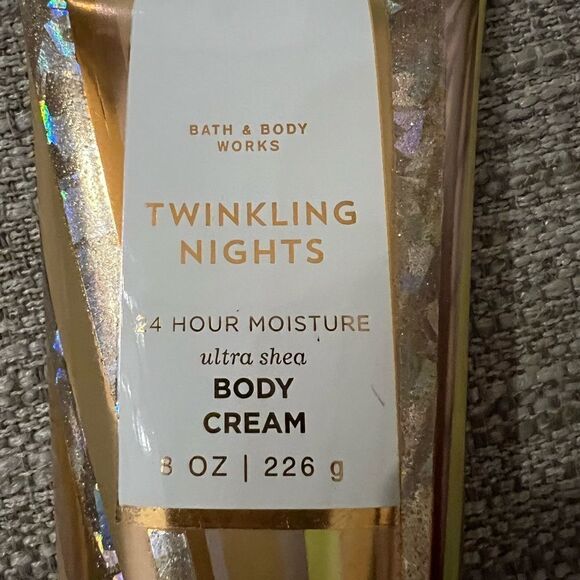 BATH & BODY
WORKS
TWINKLING
NIGHTS
24 HOUR MOISTURE
ultra shea
BODY
CREAM
8 OZ | 226 g